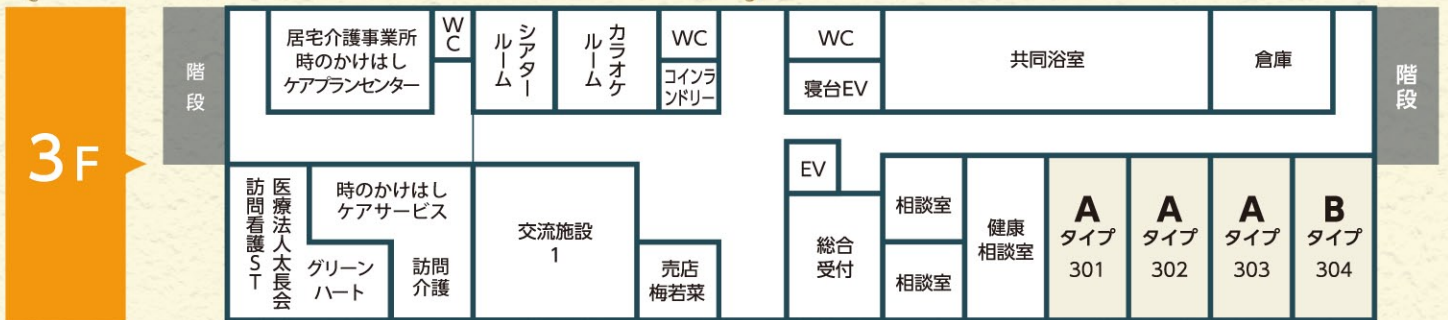 3F
階段
居宅介護事業所
時のかけはし
ケアプランセンター
WC
シアター
ルーム
カラオケ
ルーム
WC
コインラ
ンドリー
WC
寝台EV
共同浴室
倉庫
階段
医療法人太長会
訪問看護ST
時のかけはし
ケアサービス
グリーン
ハート
訪問
介護
交流施設
1
売店
梅若菜
EV
総合
受付
相談室
相談室
健康
相談室
A
タイプ
301
A
タイプ
302
A
タイプ
303
B
タイプ
304